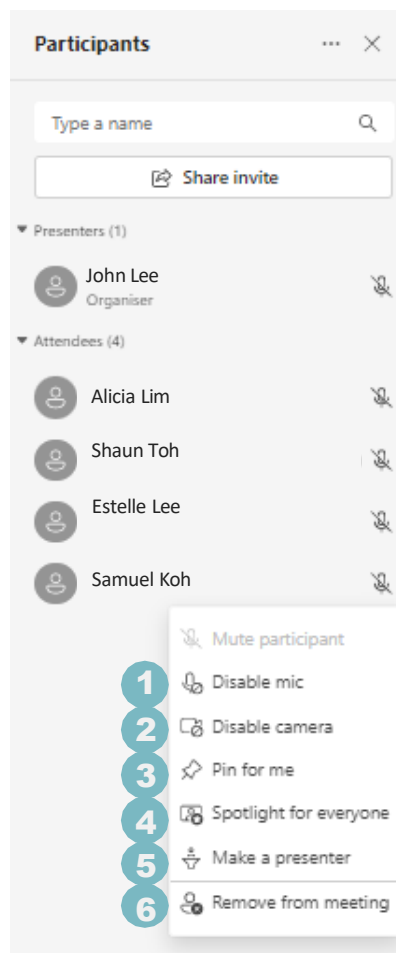 Participants
Type a name
Share invite
Presenters (1)
John Lee
Organiser
Attendees (4)
Alicia Lim
Shaun Toh
Estelle Lee
Samuel Koh
Mute participant
1 Disable mic
2 Disable camera
3 Pin for me
4 Spotlight for everyone
5 Make a presenter
6 Remove from meeting